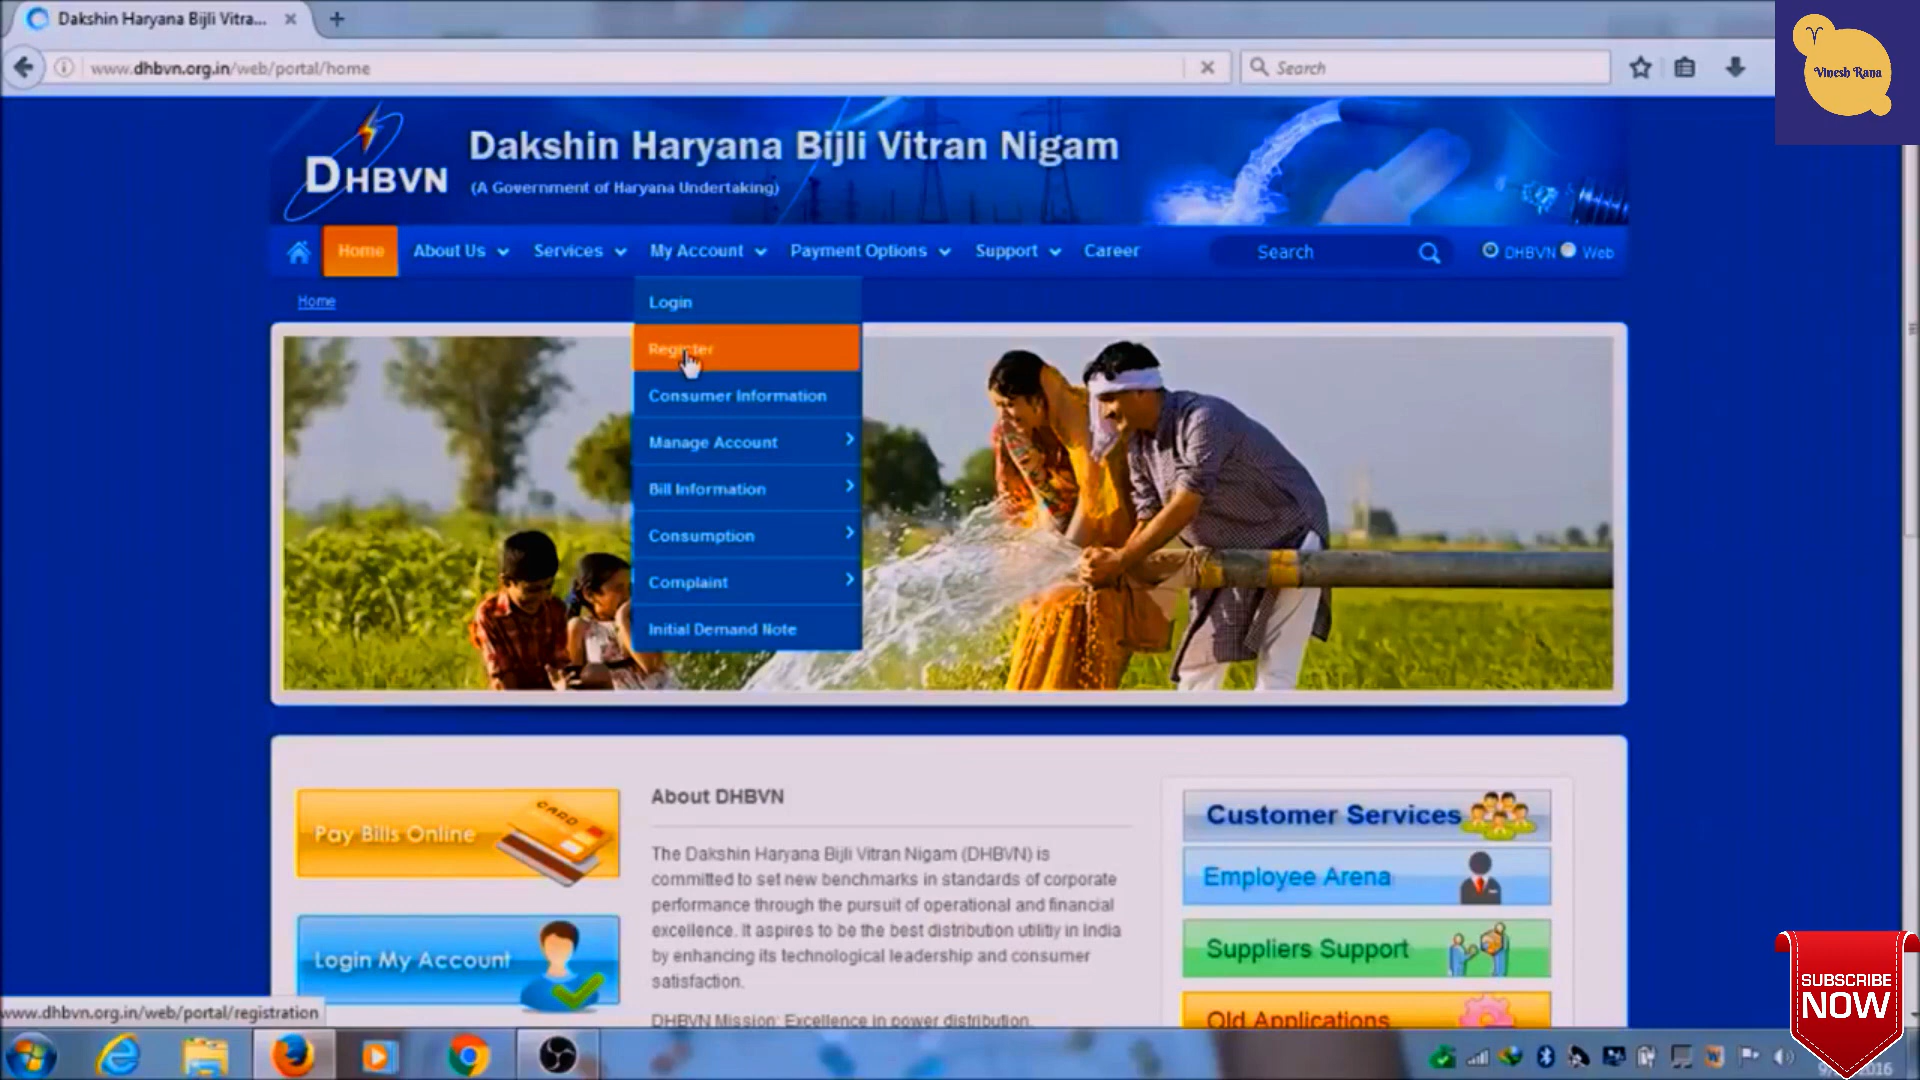 Dakshin Haryana Bijli Vitra...
www.dhbvn.org.in/web/portal/home
Search
Vinesh Rana
DHBVN
Dakshin Haryana Bijli Vitran Nigam
(A Government of Haryana Undertaking)
Home
About Us
Services
My Account
Payment Options
Support
Career
Search
DHBVN
Web
Home
Login
Register
Consumer Information
Manage Account
Bill Information
Consumption
Complaint
Initial Demand Note
Pay Bills Online
CARD
Login My Account
About DHBVN
The Dakshin Haryana Bijli Vitran Nigam (DHBVN) is
committed to set new benchmarks in standards of corporate
performance through the pursuit of operational and financial
excellence. It aspires to be the best distribution utility in India
by enhancing its technological leadership and consumer
satisfaction.
DHBVN Mission: Excellence in power distribution.
Customer Services
Employee Arena
Suppliers Support
Old Applications
SUBSCRIBE
NOW
www.dhbvn.org.in/web/portal/registration